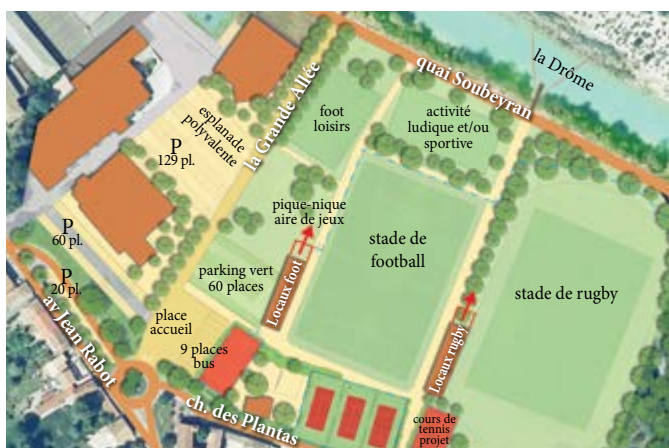 quai Soubeyran
la Drôme
la Grande Allée
foot
loisirs
activité
ludique et/ou
sportive
esplanade
polyvalente
P
129 pl.
pique-nique
aire de jeux
P
60 pl.
P
20 pl.
parking vert
60 places
Locaux foot
stade de
football
stade de rugby
place
accueil
9 places
bus
Locaux rugby
av Jean Rabot
ch. des Plantas
cours de
tennis
projet